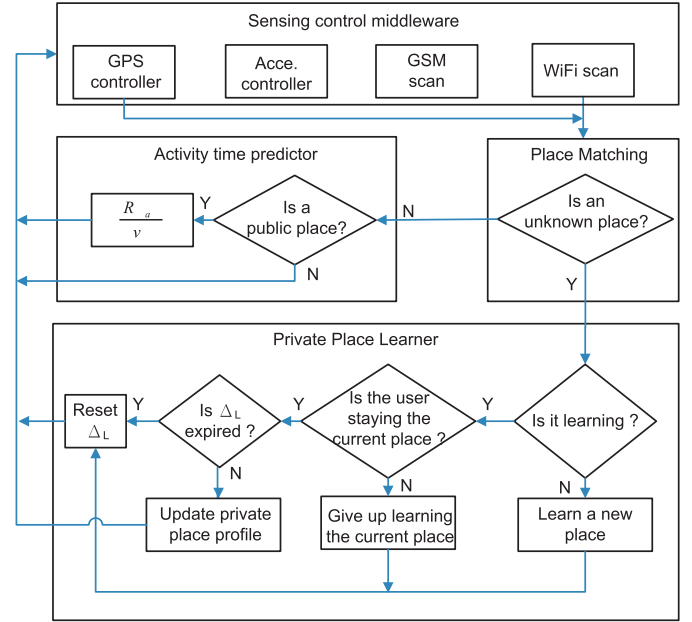 Sensing control middleware
GPS
controller
Acce.
controller
GSM
scan
WiFi scan
Activity time predictor
Place Matching
R a
v
Y
Is a
public place?
N
N
Is an
unknown place?
Y
Private Place Learner
Reset
Δ L
Y
Is Δ L
expired ?
Y
Is the user
staying the
current place ?
Y
Is it learning ?
N
N
N
Update private
place profile
Give up learning
the current place
Learn a new
place